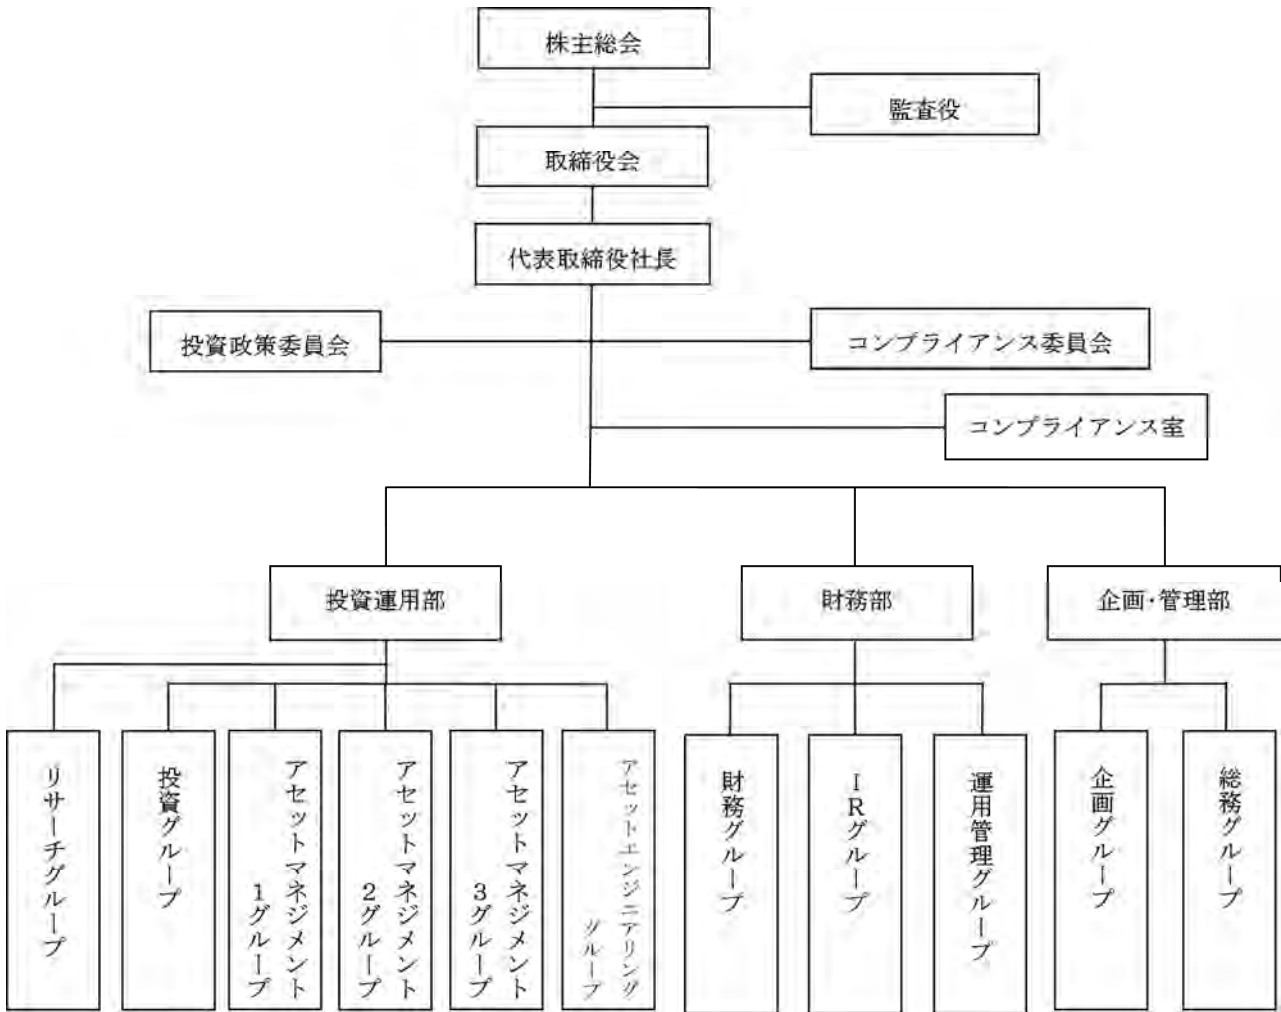 株主総会
監査役
取締役会
代表取締役社長
投資政策委員会
コンプライアンス委員会
コンプライアンス室
投資運用部
財務部
企画・管理部
リサーチグループ
投資グループ
アセットマネジメント
1グループ
アセットマネジメント
2グループ
アセットマネジメント
3グループ
アセットエンジニアリング
グループ
財務グループ
IRグループ
運用管理グループ
企画グループ
総務グループ